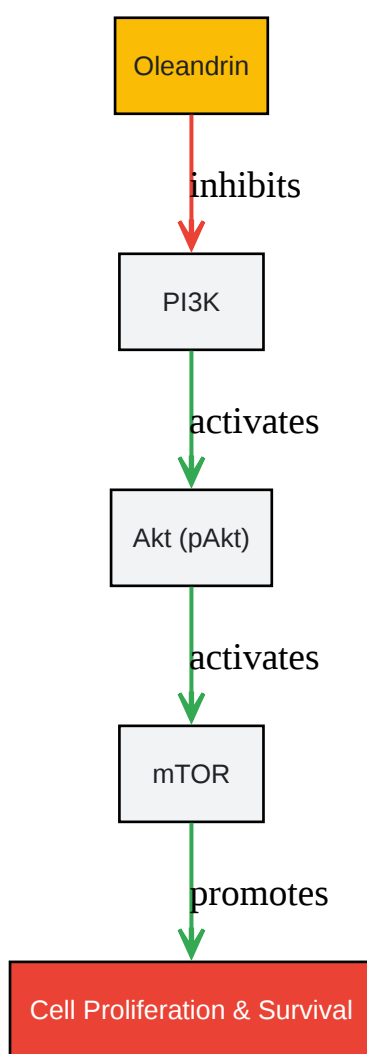 Oleandrin
inhibits
PI3K
activates
Akt (pAkt)
activates
mTOR
promotes
Cell Proliferation & Survival